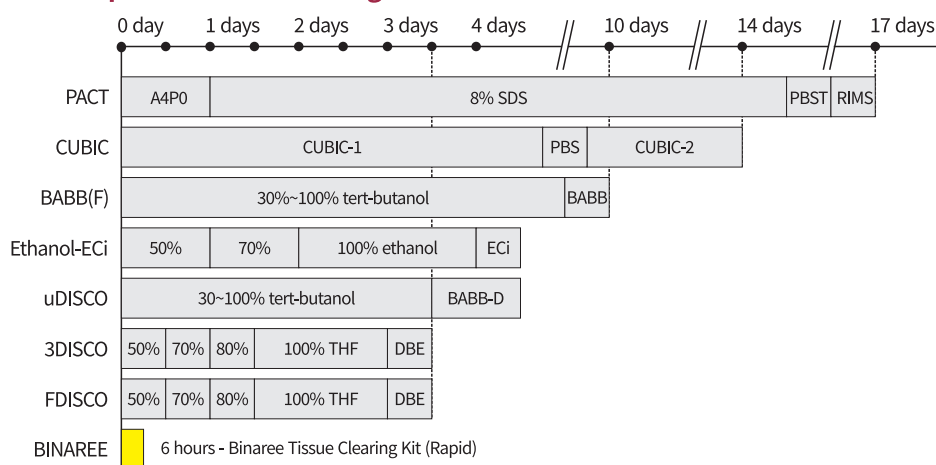 0 day 1 days 2 days 3 days 4 days 10 days 14 days 17 days
PACT A4P0 8% SDS PBST RIMS
CUBIC CUBIC-1 PBS CUBIC-2
BABB(F) 30%~100% tert-butanol BABB
Ethanol-ECi 50% 70% 100% ethanol ECi
uDISCO 30~100% tert-butanol BABB-D
3DISCO 50% 70% 80% 100% THF DBE
FDISCO 50% 70% 80% 100% THF DBE
BINAREE 6 hours - Binaree Tissue Clearing Kit (Rapid)